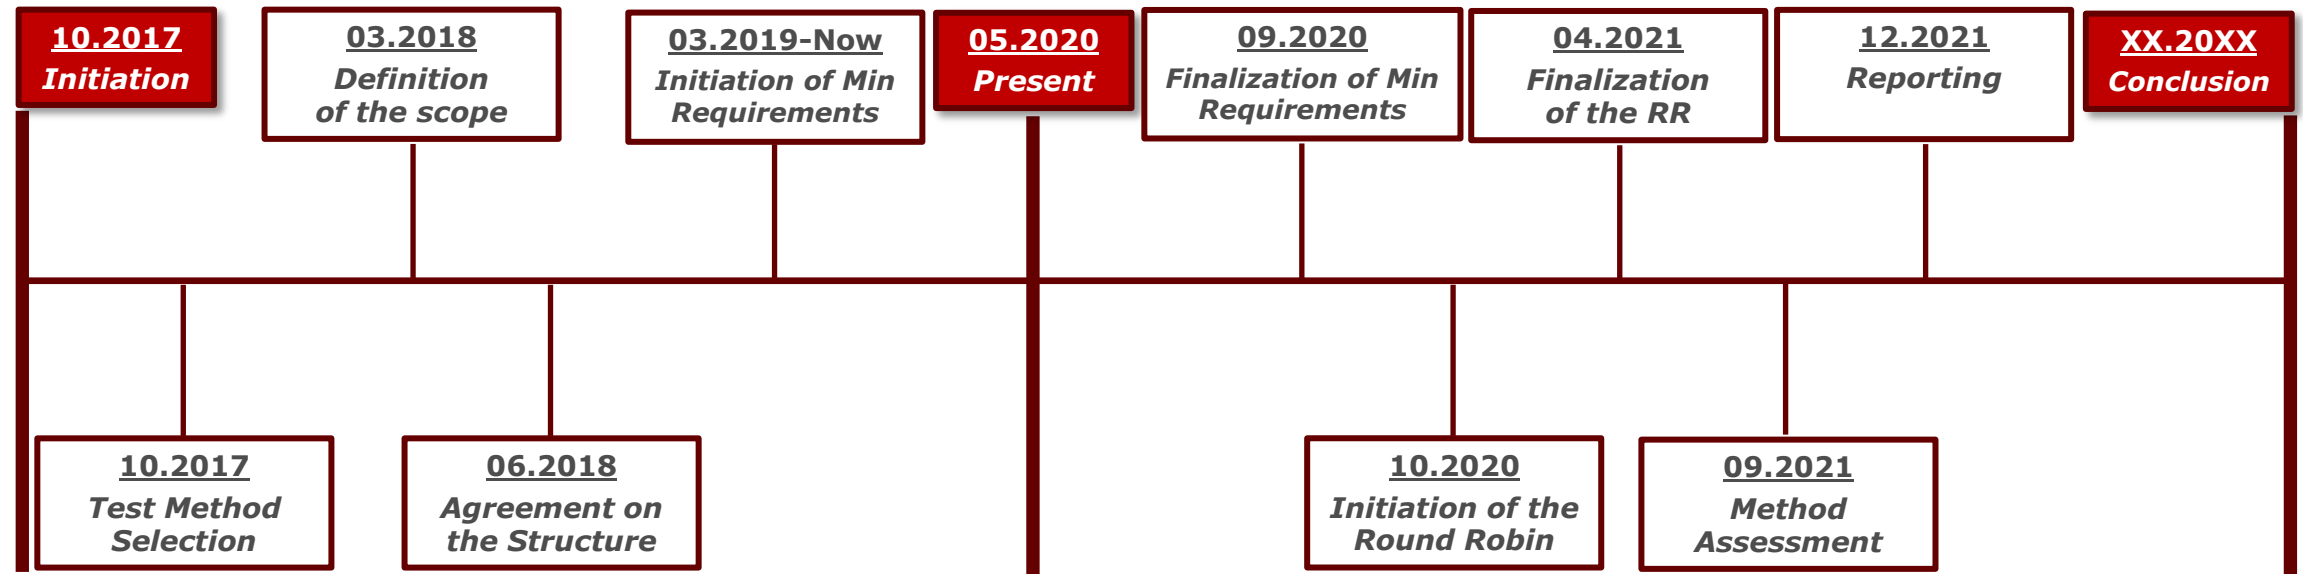 10.2017
Initiation
03.2018
Definition
of the scope
03.2019-Now
Initiation of Min
Requirements
05.2020
Present
09.2020
Finalization of Min
Requirements
04.2021
Finalization
of the RR
12.2021
Reporting
XX.20XX
Conclusion
10.2017
Test Method
Selection
06.2018
Agreement on
the Structure
10.2020
Initiation of the
Round Robin
09.2021
Method
Assessment